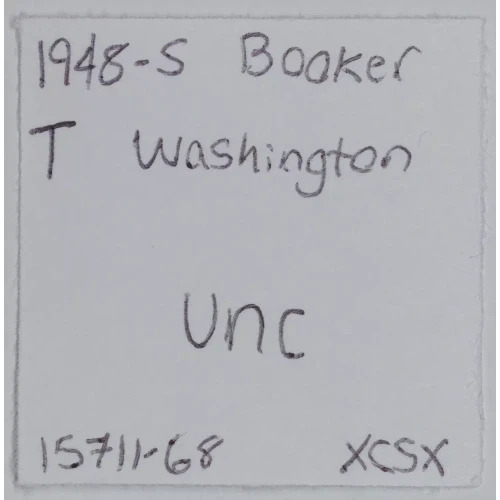 1948-S Booker
T Washington
Unc
15711-68 XCSX